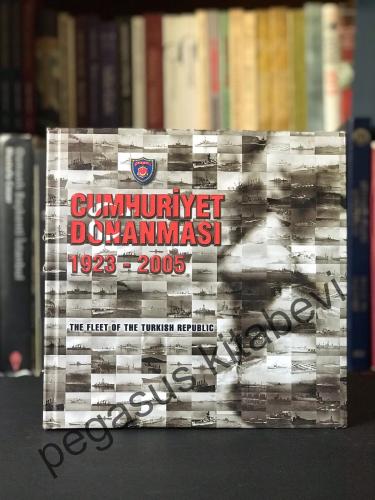 CUMHURİYET
DONANMASI
1923 - 2005
THE FLEET OF THE TURKISH REPUBLIC
pegasus kitabevi